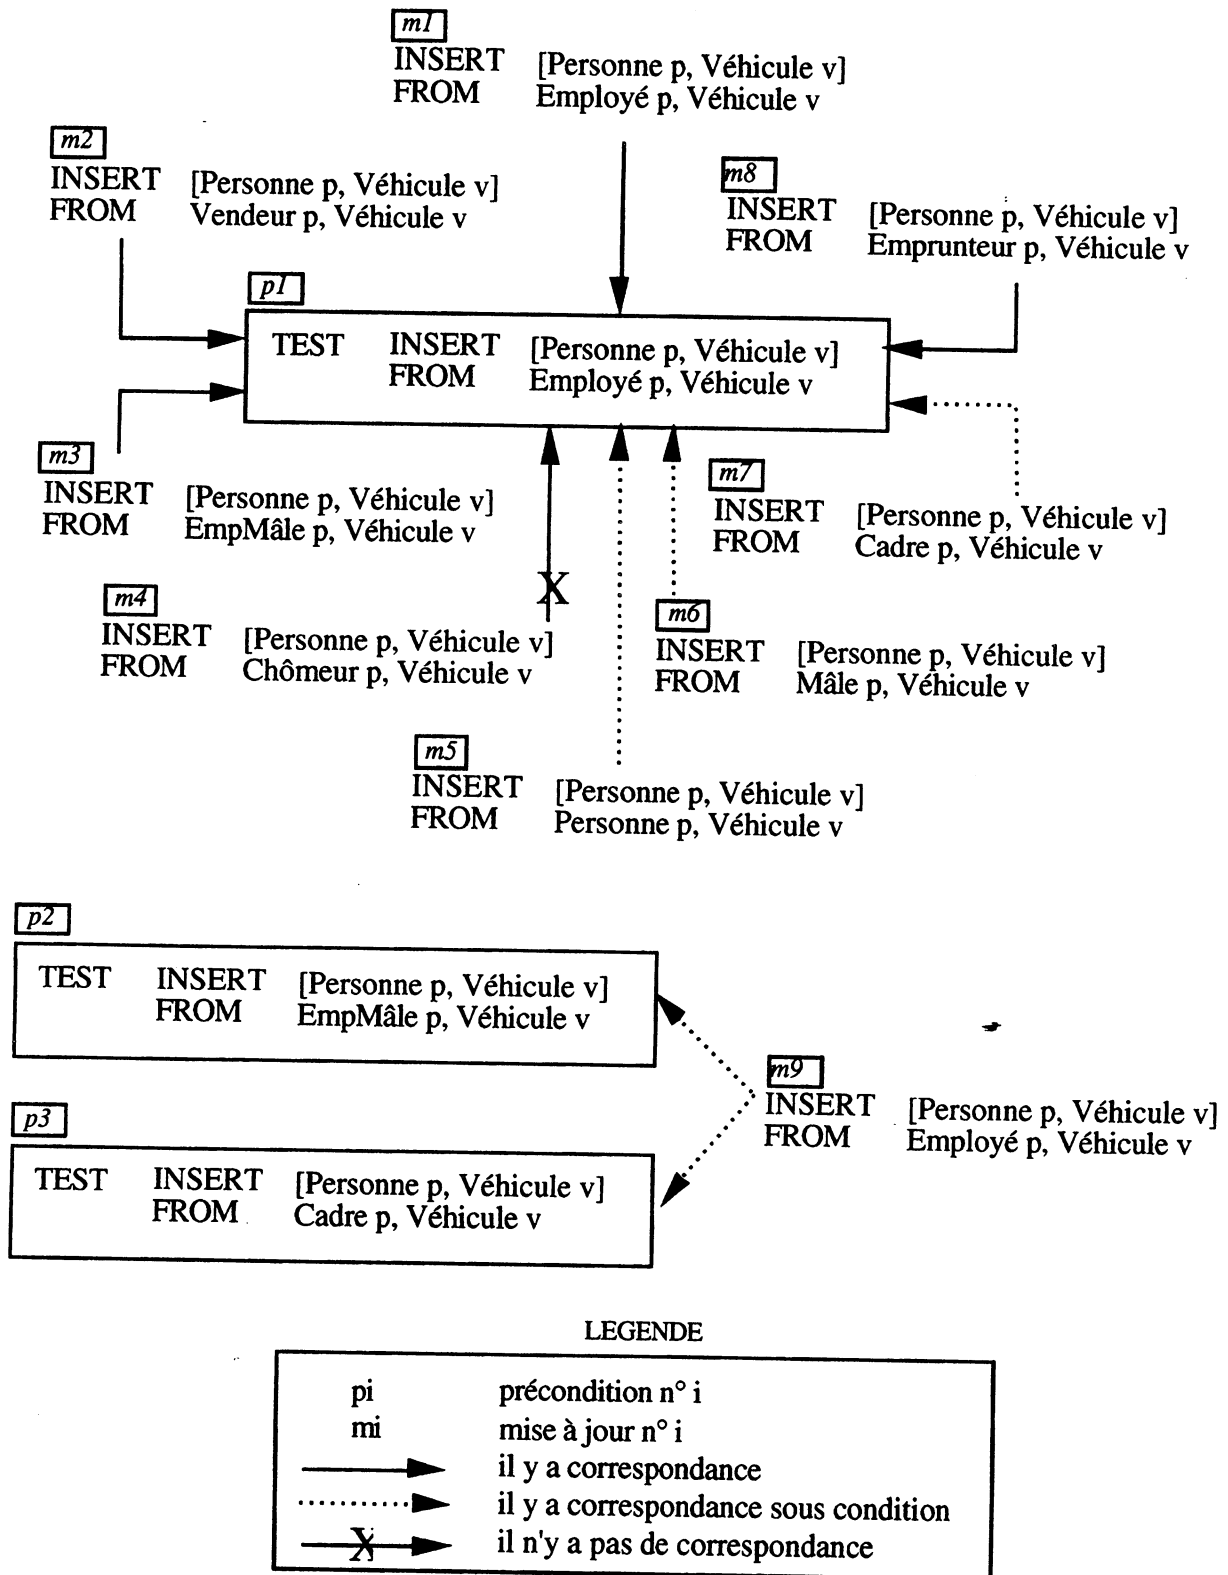 m1
INSERT [Personne p, Véhicule v]
FROM Employé p, Véhicule v
m2
INSERT [Personne p, Véhicule v]
FROM Vendeur p, Véhicule v
m8
INSERT [Personne p, Véhicule v]
FROM Emprunteur p, Véhicule v
p1
TEST INSERT [Personne p, Véhicule v]
FROM Employé p, Véhicule v
m3
INSERT [Personne p, Véhicule v]
FROM EmpMâle p, Véhicule v
m7
INSERT [Personne p, Véhicule v]
FROM Cadre p, Véhicule v
X
m4
INSERT [Personne p, Véhicule v]
FROM Chômeur p, Véhicule v
m6
INSERT [Personne p, Véhicule v]
FROM Mâle p, Véhicule v
m5
INSERT [Personne p, Véhicule v]
FROM Personne p, Véhicule v
p2
TEST INSERT [Personne p, Véhicule v]
FROM EmpMâle p, Véhicule v
m9
INSERT [Personne p, Véhicule v]
FROM Employé p, Véhicule v
p3
TEST INSERT [Personne p, Véhicule v]
FROM Cadre p, Véhicule v
LEGENDE
pi précondition n° i
mi mise à jour n° i
il y a correspondance
il y a correspondance sous condition
X il n'y a pas de correspondance